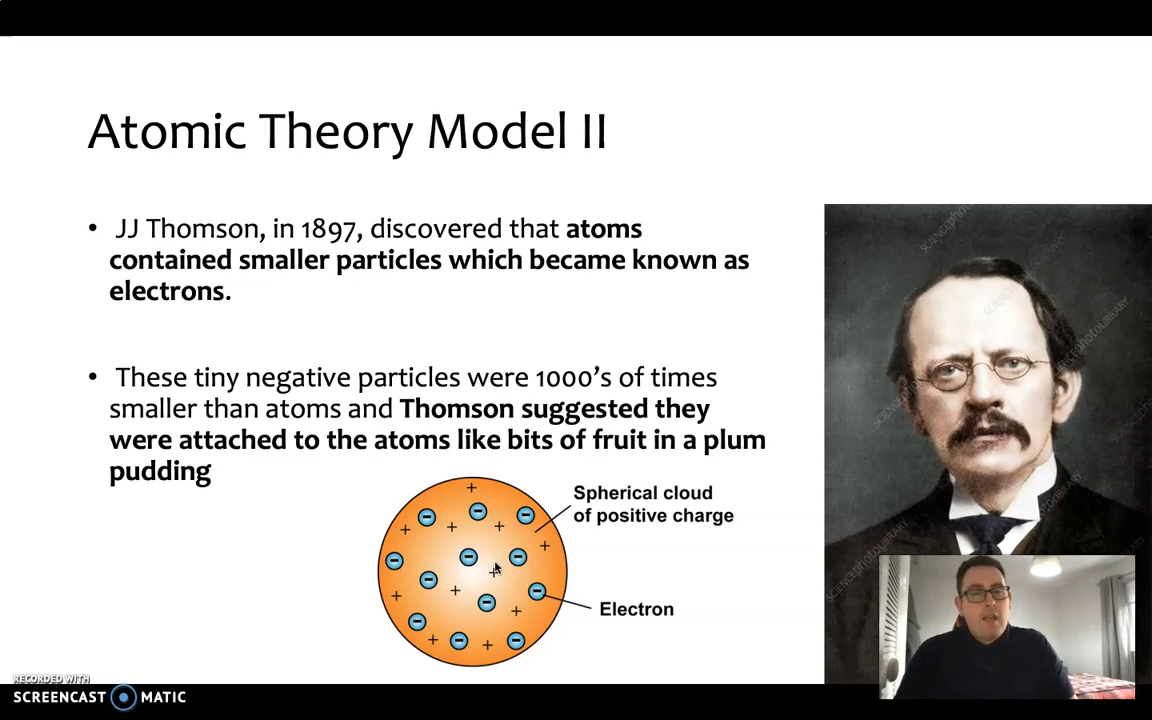 Atomic Theory Model II
• JJ Thomson, in 1897, discovered that atoms
contained smaller particles which became known as
electrons.
• These tiny negative particles were 1000's of times
smaller than atoms and Thomson suggested they
were attached to the atoms like bits of fruit in a plum
pudding
Spherical cloud
of positive charge
Electron
RECORDED WITH
SCREENCAST MATIC